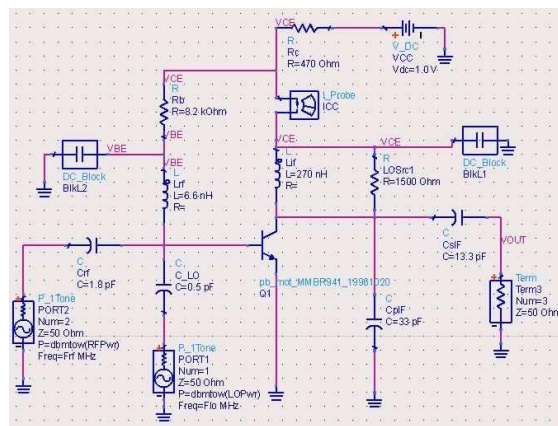 VCE
R
Rc
R=470 Ohm
V_DC
VCC
Vdc=1.0 V
VCE
R
Rb
R=8.2 kOhm
I_Probe
ICC
VBE
VBE
VBE
DC_Block
BlkL2
L
Lrf
L=6.6 nH
R=
VCE
L
Lif
L=270 nH
R=
VCE
R
LOSrc1
R=1500 Ohm
DC_Block
BlkL1
C
Crf
C=1.8 pF
C
C_LO
C=0.5 pF
pb_mot_MMBR941_19981020
Q1
C
CsIF
C=13.3 pF
VOUT
C
CpIF
C=33 pF
Term
Term3
Num=3
Z=50 Ohm
P_1Tone
PORT2
Num=2
Z=50 Ohm
P=dbmtow(RFPwr)
Freq=Frf MHz
P_1Tone
PORT1
Num=1
Z=50 Ohm
P=dbmtow(LOPwr)
Freq=Flo MHz